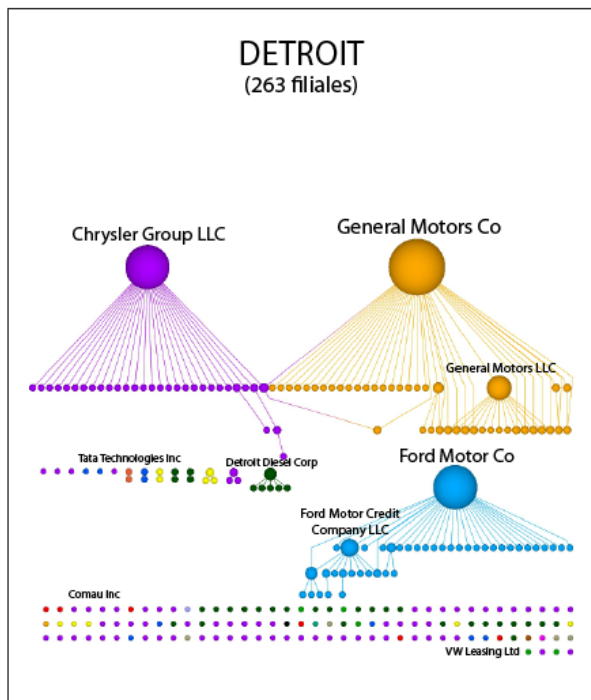 DETROIT
(263 filiales)
Chrysler Group LLC
General Motors Co
General Motors LLC
Tata Technologies Inc
Detroit Diesel Corp
Ford Motor Co
Ford Motor Credit
Company LLC
Comau Inc
VW Leasing Ltd